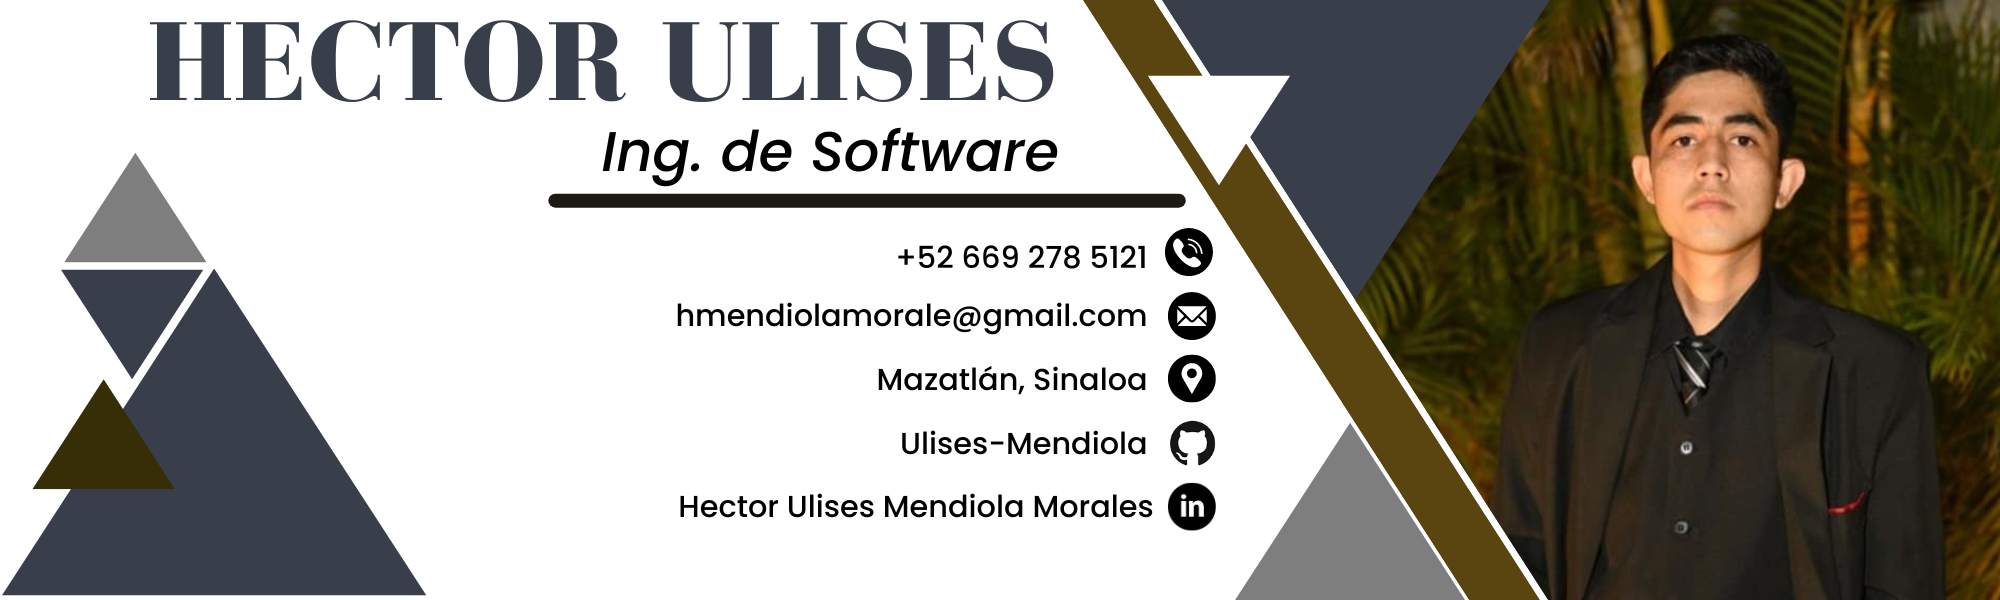 HECTOR ULISES
Ing. de Software
+52 669 278 5121
hmendiolamorale@gmail.com
Mazatlán, Sinaloa
Ulises-Mendiola
Hector Ulises Mendiola Morales
in